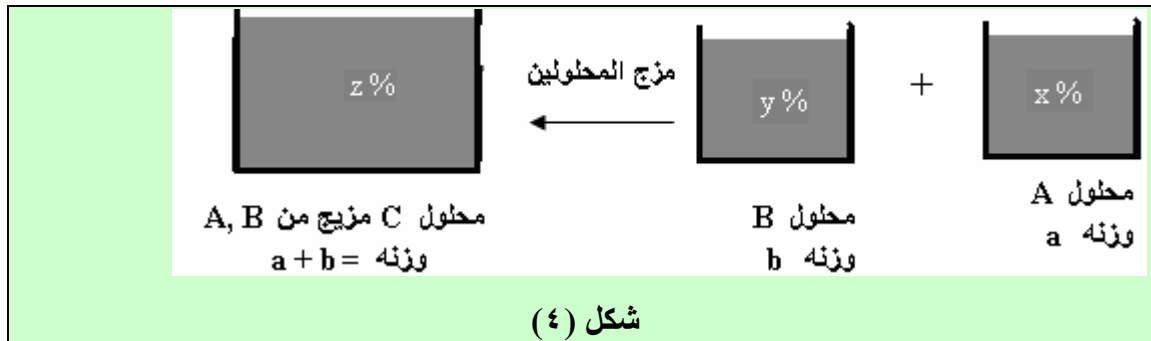 x %
+
y %
مزج المحلولين
z %
محلول A
وزنه a
محلول B
وزنه b
محلول C مزيج من A, B
وزنه = a + b
شكل (٤)